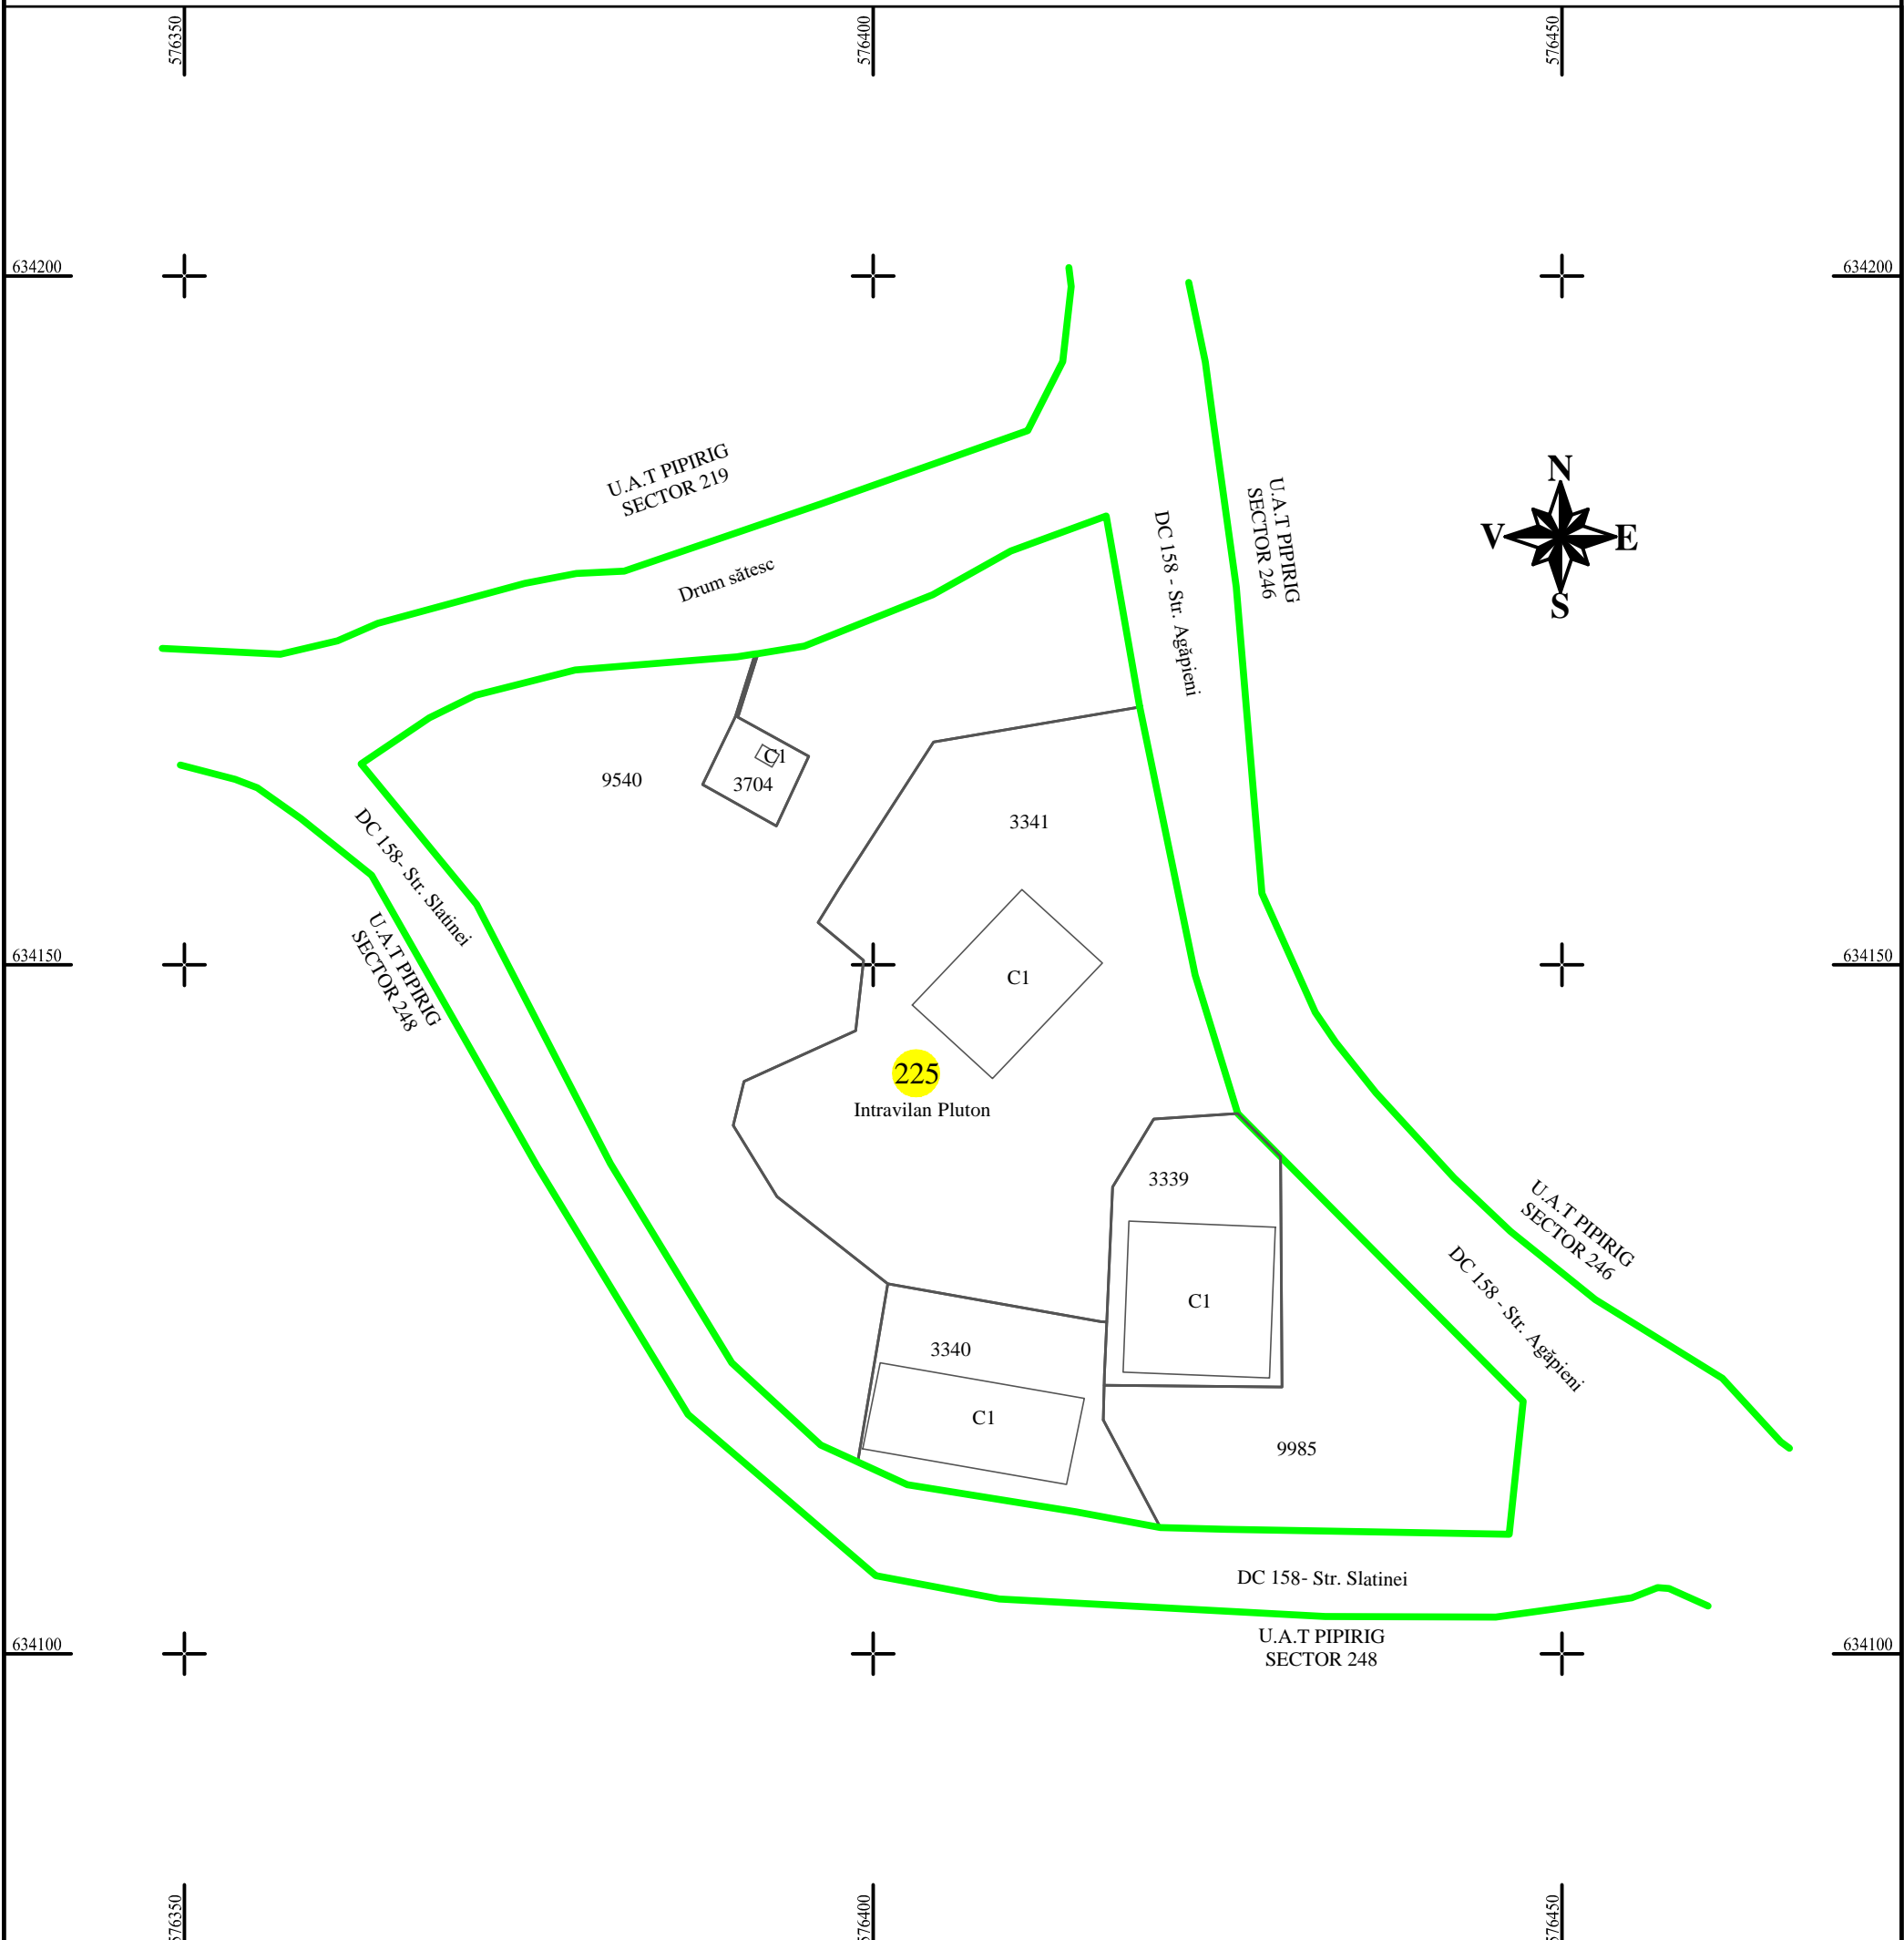 576350
576400
576450
634200
634200
U.A.T PIPIRIG
SECTOR 219
Drum sătesc
DC 158 - Str. Agăpieni
U.A.T PIPIRIG
SECTOR 246
N
V
E
S
C1
3704
9540
3341
DC 158- Str. Slatinei
U.A.T PIPIRIG
SECTOR 248
634150
634150
C1
225
Intravilan Pluton
3339
C1
U.A.T PIPIRIG
SECTOR 246
DC 158 - Str. Agăpieni
3340
C1
9985
DC 158- Str. Slatinei
U.A.T PIPIRIG
SECTOR 248
634100
634100
576350
576400
576450